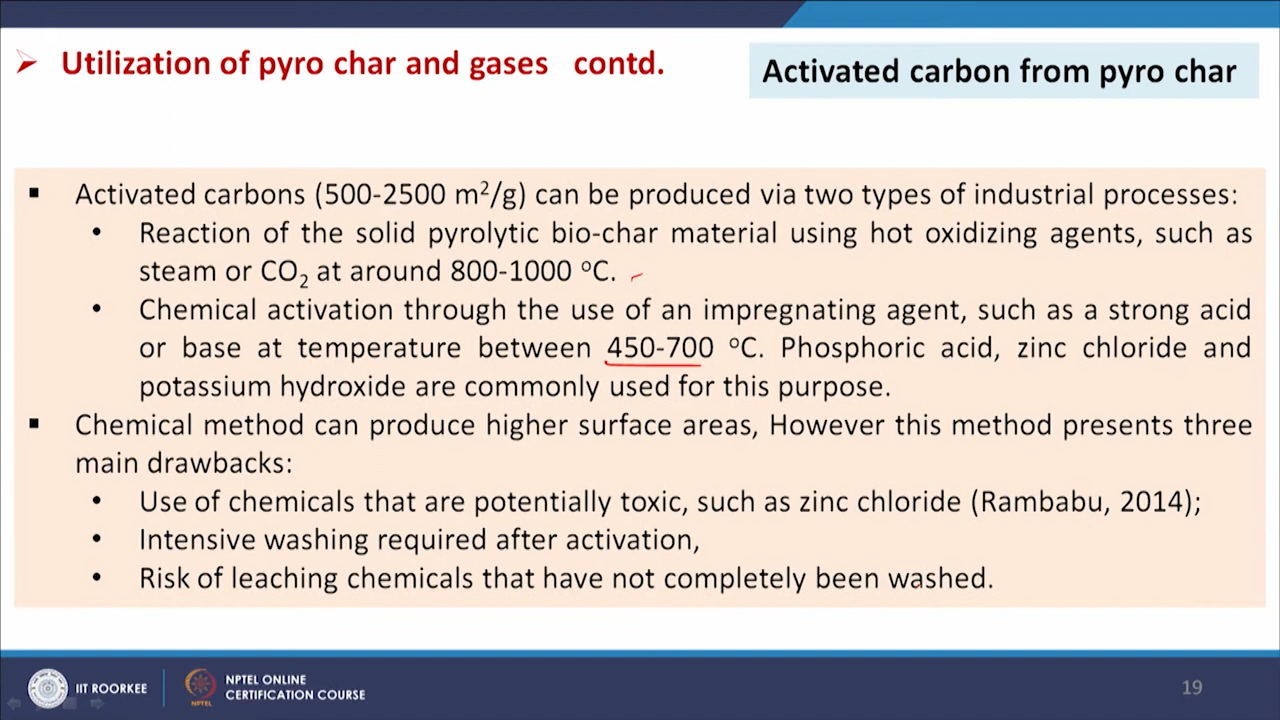 Utilization of pyro char and gases contd.
Activated carbon from pyro char
Activated carbons (500-2500 m²/g) can be produced via two types of industrial processes:
Reaction of the solid pyrolytic bio-char material using hot oxidizing agents, such as
steam or CO₂ at around 800-1000 ᵒC.
Chemical activation through the use of an impregnating agent, such as a strong acid
or base at temperature between 450-700 ᵒC. Phosphoric acid, zinc chloride and
potassium hydroxide are commonly used for this purpose.
Chemical method can produce higher surface areas, However this method presents three
main drawbacks:
Use of chemicals that are potentially toxic, such as zinc chloride (Rambabu, 2014);
Intensive washing required after activation,
Risk of leaching chemicals that have not completely been washed.
IIT ROORKEE
NPTEL
NPTEL ONLINE
CERTIFICATION COURSE
19